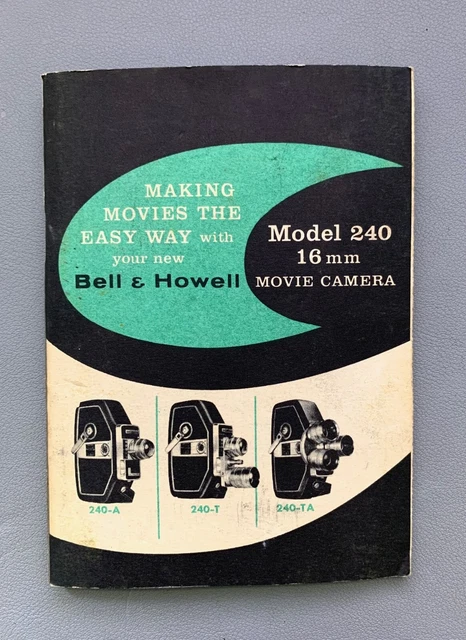 MAKING
MOVIES THE
EASY WAY with
your new
Bell & Howell
Model 240
16mm
MOVIE CAMERA
240-A
240-T
240-TA